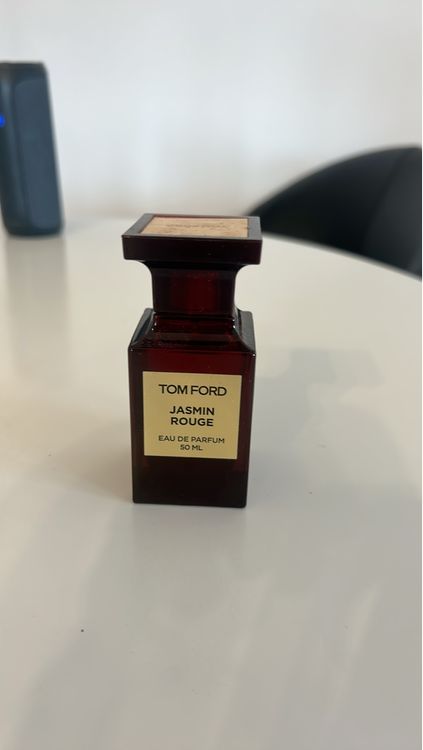 TOM FORD
JASMIN
ROUGE
EAU DE PARFUM
50 ML